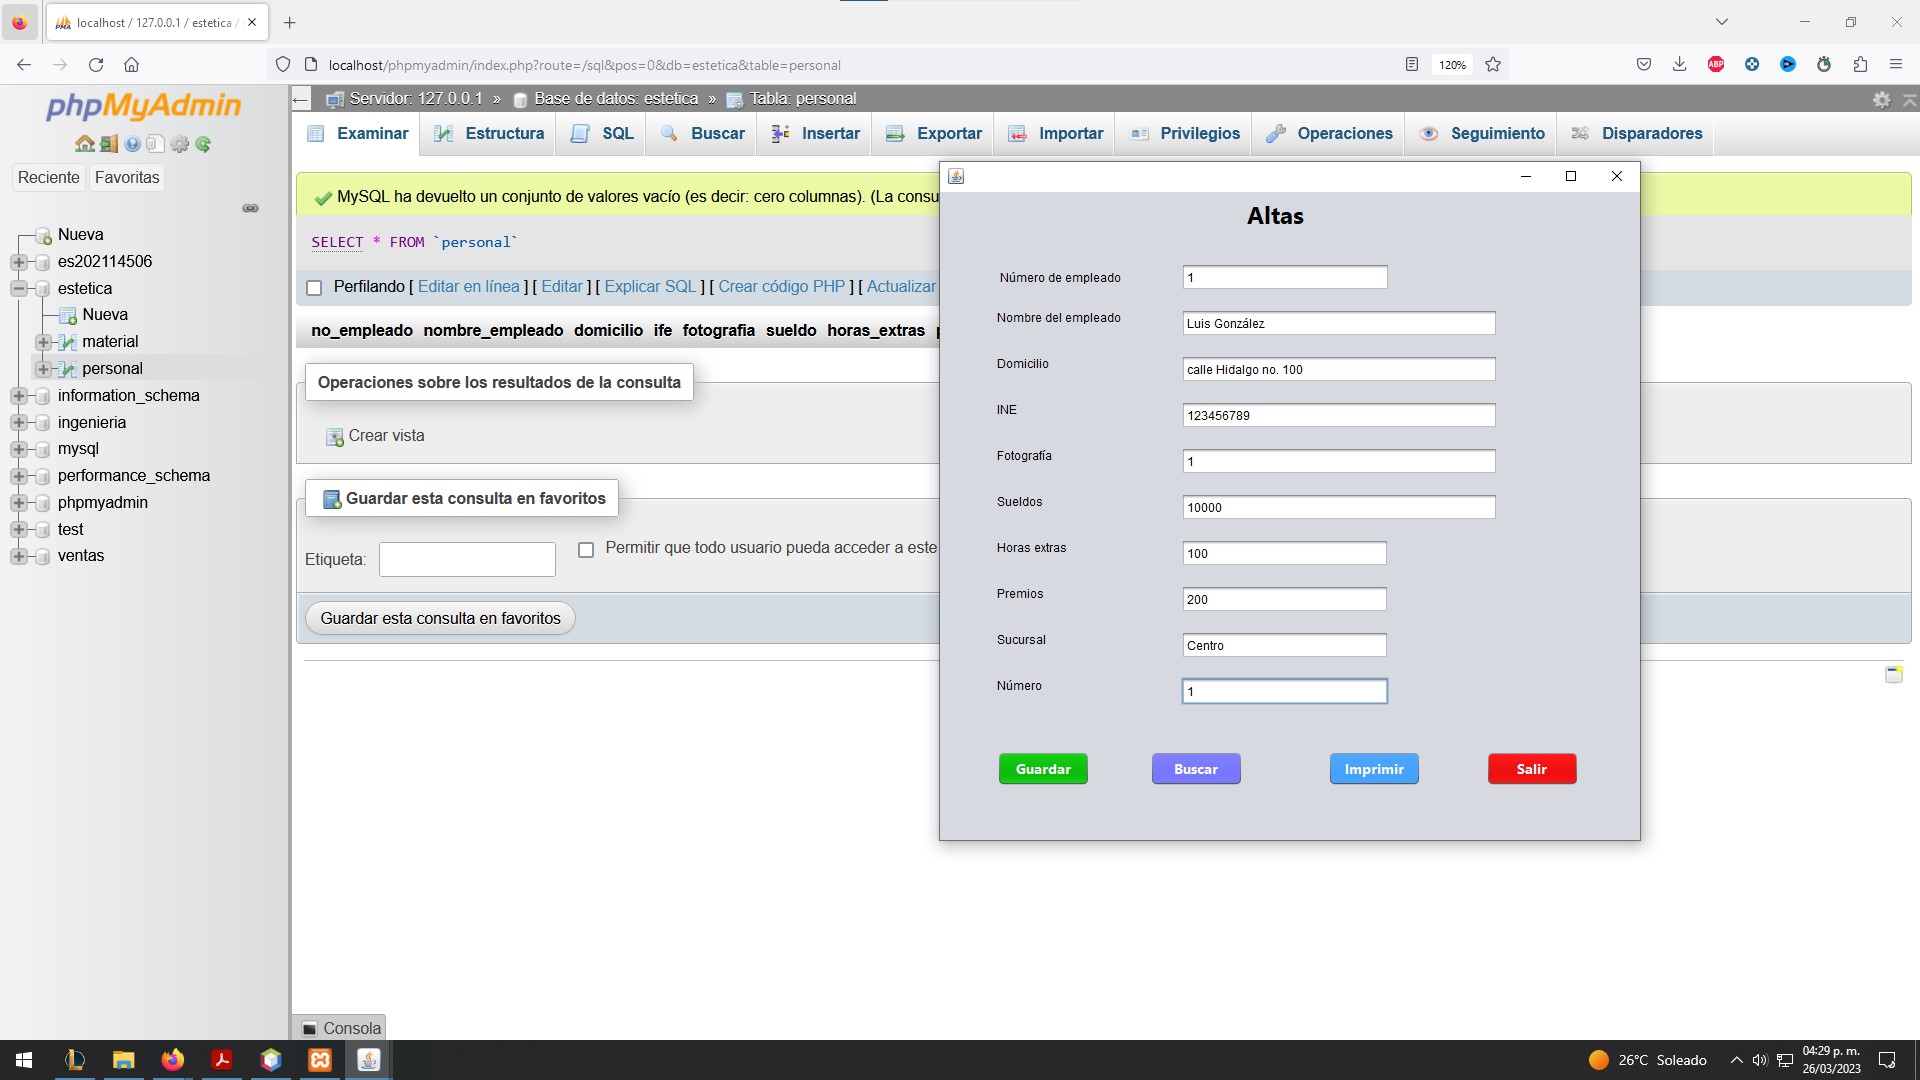 localhost / 127.0.0.1 / estetica /
localhost/phpmyadmin/index.php?route=/sql&pos=0&db=estetica&table=personal
120%
ABP
phpMyAdmin
Reciente
Favoritas
Nueva
es202114506
estetica
Nueva
material
personal
information_schema
ingenieria
mysql
performance_schema
phpmyadmin
test
ventas
Servidor: 127.0.0.1 » Base de datos: estetica » Tabla: personal
Examinar
Estructura
SQL
Buscar
Insertar
Exportar
Importar
Privilegios
Operaciones
Seguimiento
Disparadores
MySQL ha devuelto un conjunto de valores vacío (es decir: cero columnas). (La consu
SELECT * FROM `personal`
Perfilando [ Editar en línea ] [ Editar ] [ Explicar SQL ] [ Crear código PHP ] [ Actualizar
no_empleado nombre_empleado domicilio ife fotografia sueldo horas_extras
Operaciones sobre los resultados de la consulta
Crear vista
Guardar esta consulta en favoritos
Etiqueta:
Permitir que todo usuario pueda acceder a este
Guardar esta consulta en favoritos
Consola
Altas
Número de empleado 1
Nombre del empleado Luis González
Domicilio calle Hidalgo no. 100
INE 123456789
Fotografía 1
Sueldos 10000
Horas extras 100
Premios 200
Sucursal Centro
Número 1
Guardar
Buscar
Imprimir
Salir
26°C Soleado
04:29 p. m.
26/03/2023